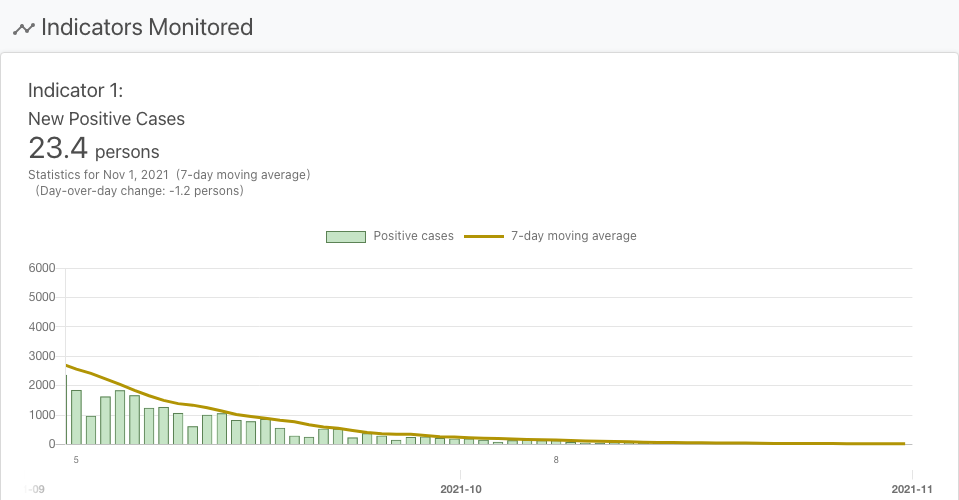 Indicators Monitored
Indicator 1:
New Positive Cases
23.4 persons
Statistics for Nov 1, 2021 (7-day moving average)
(Day-over-day change: -1.2 persons)
Positive cases 7-day moving average
6000
5000
4000
3000
2000
1000
0
5 8
-09 2021-10 2021-11